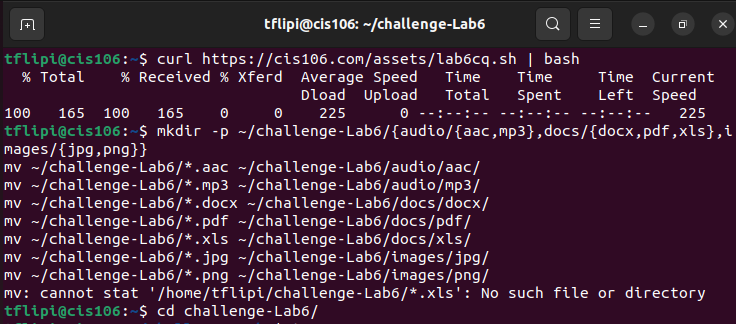 tflipi@cis106: ~/challenge-Lab6
tflipi@cis106:~$ curl https://cis106.com/assets/lab6cq.sh | bash
  % Total    % Received % Xferd  Average Speed   Time    Time     Time  Current
                                 Dload  Upload   Total   Spent    Left  Speed
100   165  100   165    0     0    225      0 --:--:-- --:--:-- --:--:--   225
tflipi@cis106:~$ mkdir -p ~/challenge-Lab6/{audio/{aac,mp3},docs/{docx,pdf,xls},i
mages/{jpg,png}}
mv ~/challenge-Lab6/*.aac ~/challenge-Lab6/audio/aac/
mv ~/challenge-Lab6/*.mp3 ~/challenge-Lab6/audio/mp3/
mv ~/challenge-Lab6/*.docx ~/challenge-Lab6/docs/docx/
mv ~/challenge-Lab6/*.pdf ~/challenge-Lab6/docs/pdf/
mv ~/challenge-Lab6/*.xls ~/challenge-Lab6/docs/xls/
mv ~/challenge-Lab6/*.jpg ~/challenge-Lab6/images/jpg/
mv ~/challenge-Lab6/*.png ~/challenge-Lab6/images/png/
mv: cannot stat '/home/tflipi/challenge-Lab6/*.xls': No such file or directory
tflipi@cis106:~$ cd challenge-Lab6/